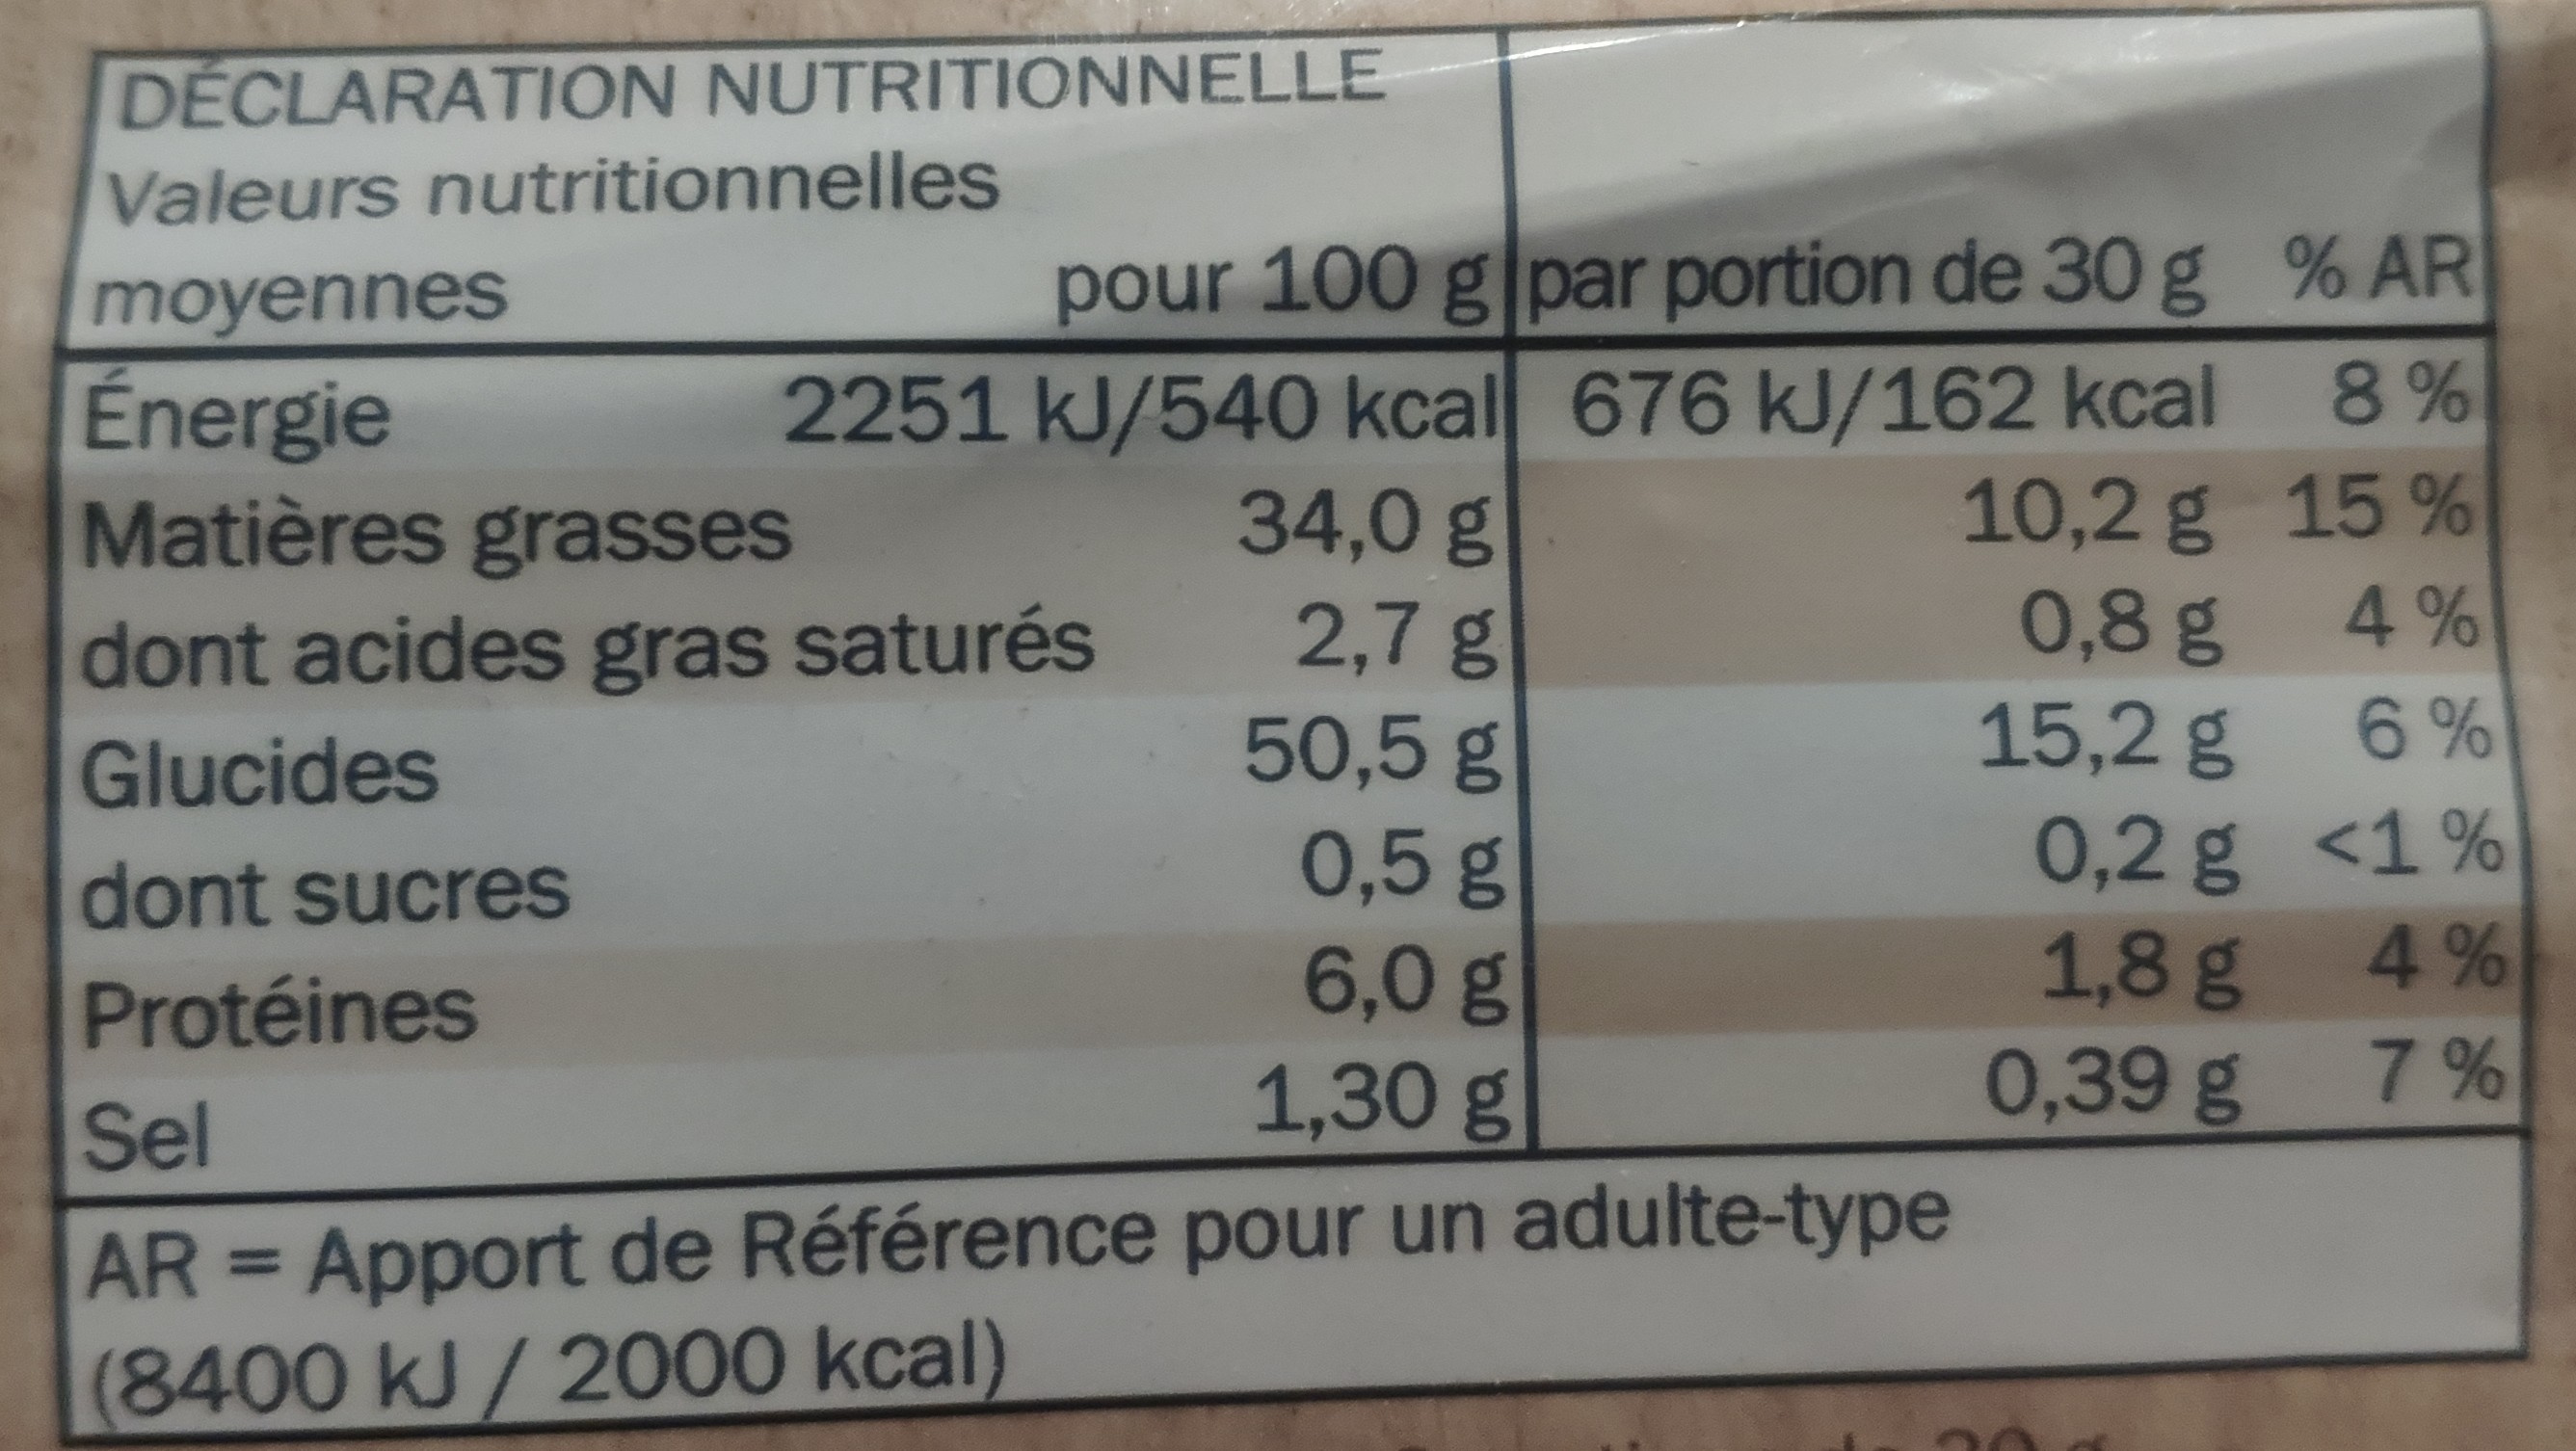 DÉCLARATION NUTRITIONNELLE
Valeurs nutritionnelles
moyennes pour 100 g par portion de 30 g % AR
Énergie 2251 kJ/540 kcal 676 kJ/162 kcal 8 %
Matières grasses 34,0 g 10,2 g 15 %
dont acides gras saturés 2,7 g 0,8 g 4 %
Glucides 50,5 g 15,2 g 6 %
dont sucres 0,5 g 0,2 g <1 %
Protéines 6,0 g 1,8 g 4 %
Sel 1,30 g 0,39 g 7 %
AR = Apport de Référence pour un adulte-type
(8400 kJ / 2000 kcal)